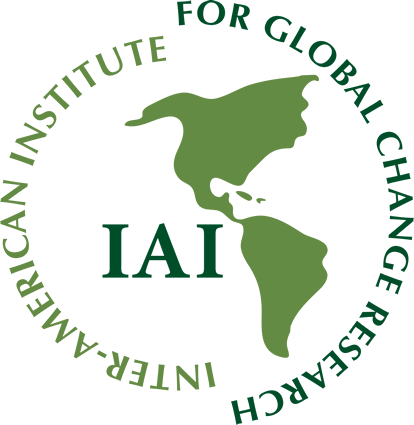 INTER-AMERICAN INSTITUTE
FOR GLOBAL CHANGE RESEARCH
IAI